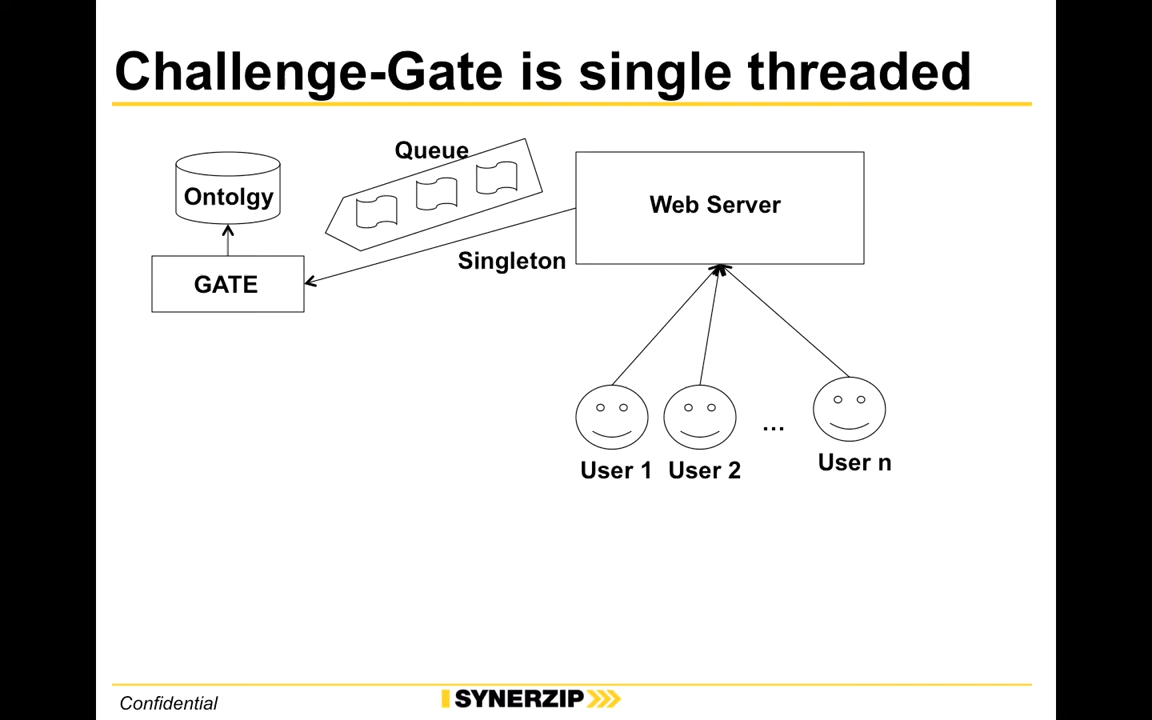 Challenge-Gate is single threaded
Queue
Ontolgy
Web Server
Singleton
GATE
...
User 1
User 2
User n
Confidential
SYNERZIP